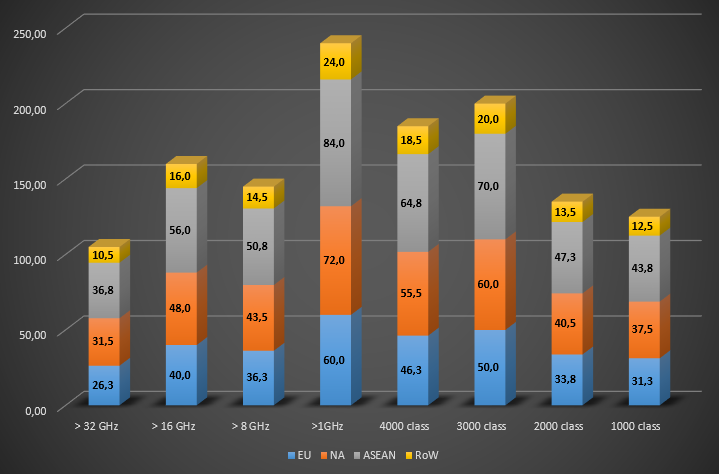 250,00
200,00
150,00
100,00
50,00
0,00
10,5 16,0 14,5 24,0 18,5 20,0 13,5 12,5
36,8 56,0 50,8 84,0 64,8 70,0 47,3 43,8
31,5 48,0 43,5 72,0 55,5 60,0 40,5 37,5
26,3 40,0 36,3 60,0 46,3 50,0 33,8 31,3
> 32 GHz > 16 GHz > 8 GHz >1GHz 4000 class 3000 class 2000 class 1000 class
EU NA ASEAN RoW